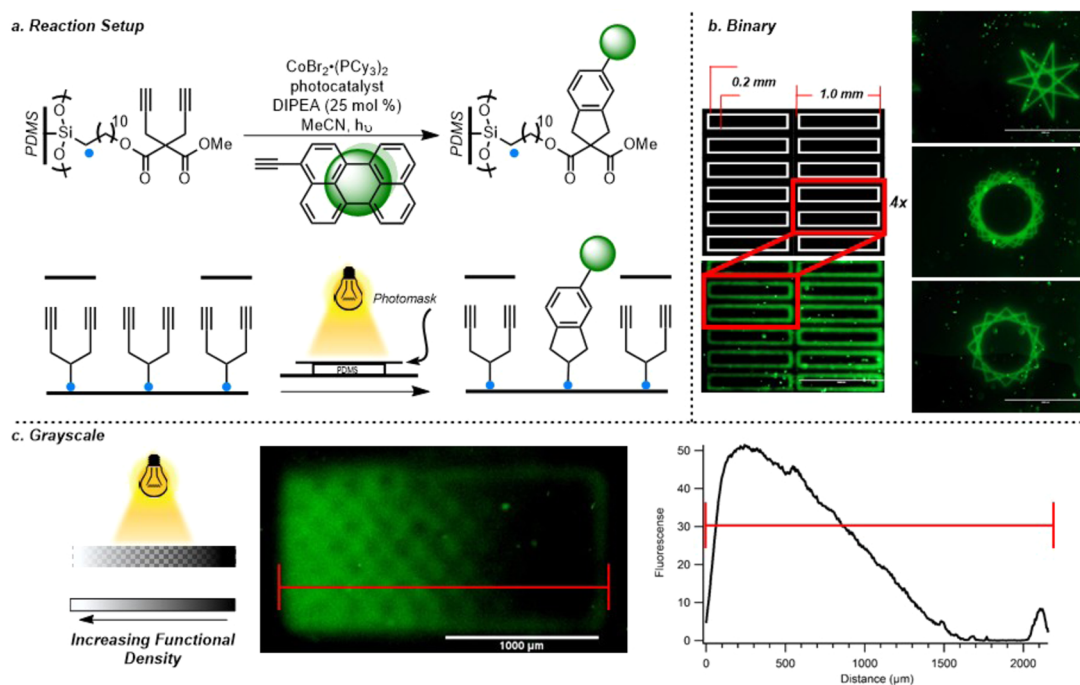 a. Reaction Setup
CoBr₂•(PCy₃)₂
photocatalyst
DIPEA (25 mol %)
MeCN, hυ
PDMS
O
Si
O
10
O
O
O
OMe
PDMS
O
Si
O
10
O
O
O
OMe
Photomask
PDMS
b. Binary
0.2 mm
1.0 mm
4x
c. Grayscale
Increasing Functional
Density
1000 µm
Fluorescense
50
40
30
20
10
0
0
500
1000
1500
2000
Distance (µm)